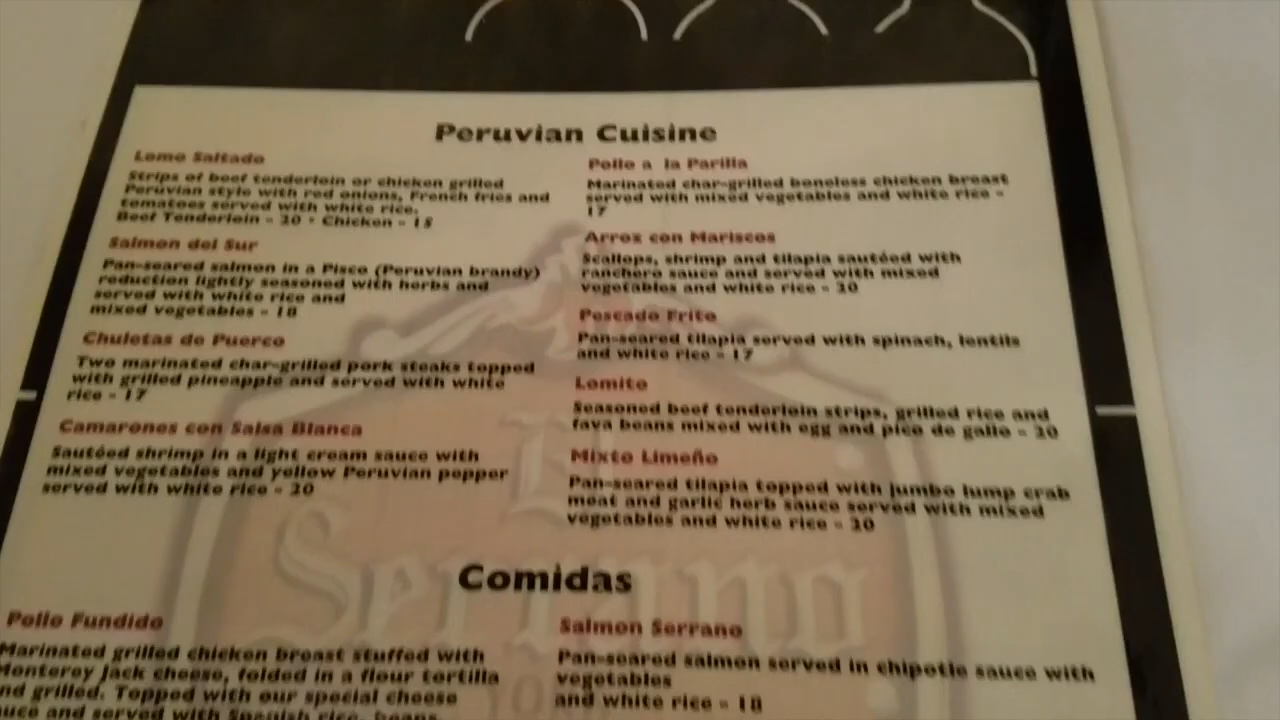 Peruvian Cuisine
Lomo Saltado
Strips of beef tenderloin or chicken grilled
Peruvian style with red onions, French fries and
tomatoes served with white rice.
Beef Tenderloin - 20 • Chicken - 15
Salmon del Sur
Pan-seared salmon in a Pisco (Peruvian brandy)
reduction lightly seasoned with herbs and
served with white rice and
mixed vegetables - 18
Chuletas de Puerco
Two marinated char-grilled pork steaks topped
with grilled pineapple and served with white
rice - 17
Camarones con Salsa Blanca
Sautéed shrimp in a light cream sauce with
mixed vegetables and yellow Peruvian pepper
served with white rice - 20
Pollo a la Parilla
Marinated char-grilled boneless chicken breast
served with mixed vegetables and white rice -
17
Arroz con Mariscos
Scallops, shrimp and tilapia sautéed with
ranchero sauce and served with mixed
vegetables and white rice - 20
Pescado Frito
Pan-seared tilapia served with spinach, lentils
and white rice - 17
Lomito
Seasoned beef tenderloin strips, grilled rice and
fava beans mixed with egg and pico de gallo - 20
Mixto Limeño
Pan-seared tilapia topped with jumbo lump crab
meat and garlic herb sauce served with mixed
vegetables and white rice - 20
El
Serrano
Comidas
Pollo Fundido
Marinated grilled chicken breast stuffed with
Monterey Jack cheese, folded in a flour tortilla
nd grilled. Topped with our special cheese
auce and served with Spanish rice, beans,
Salmon Serrano
Pan-seared salmon served in chipotle sauce with
vegetables
and white rice - 18